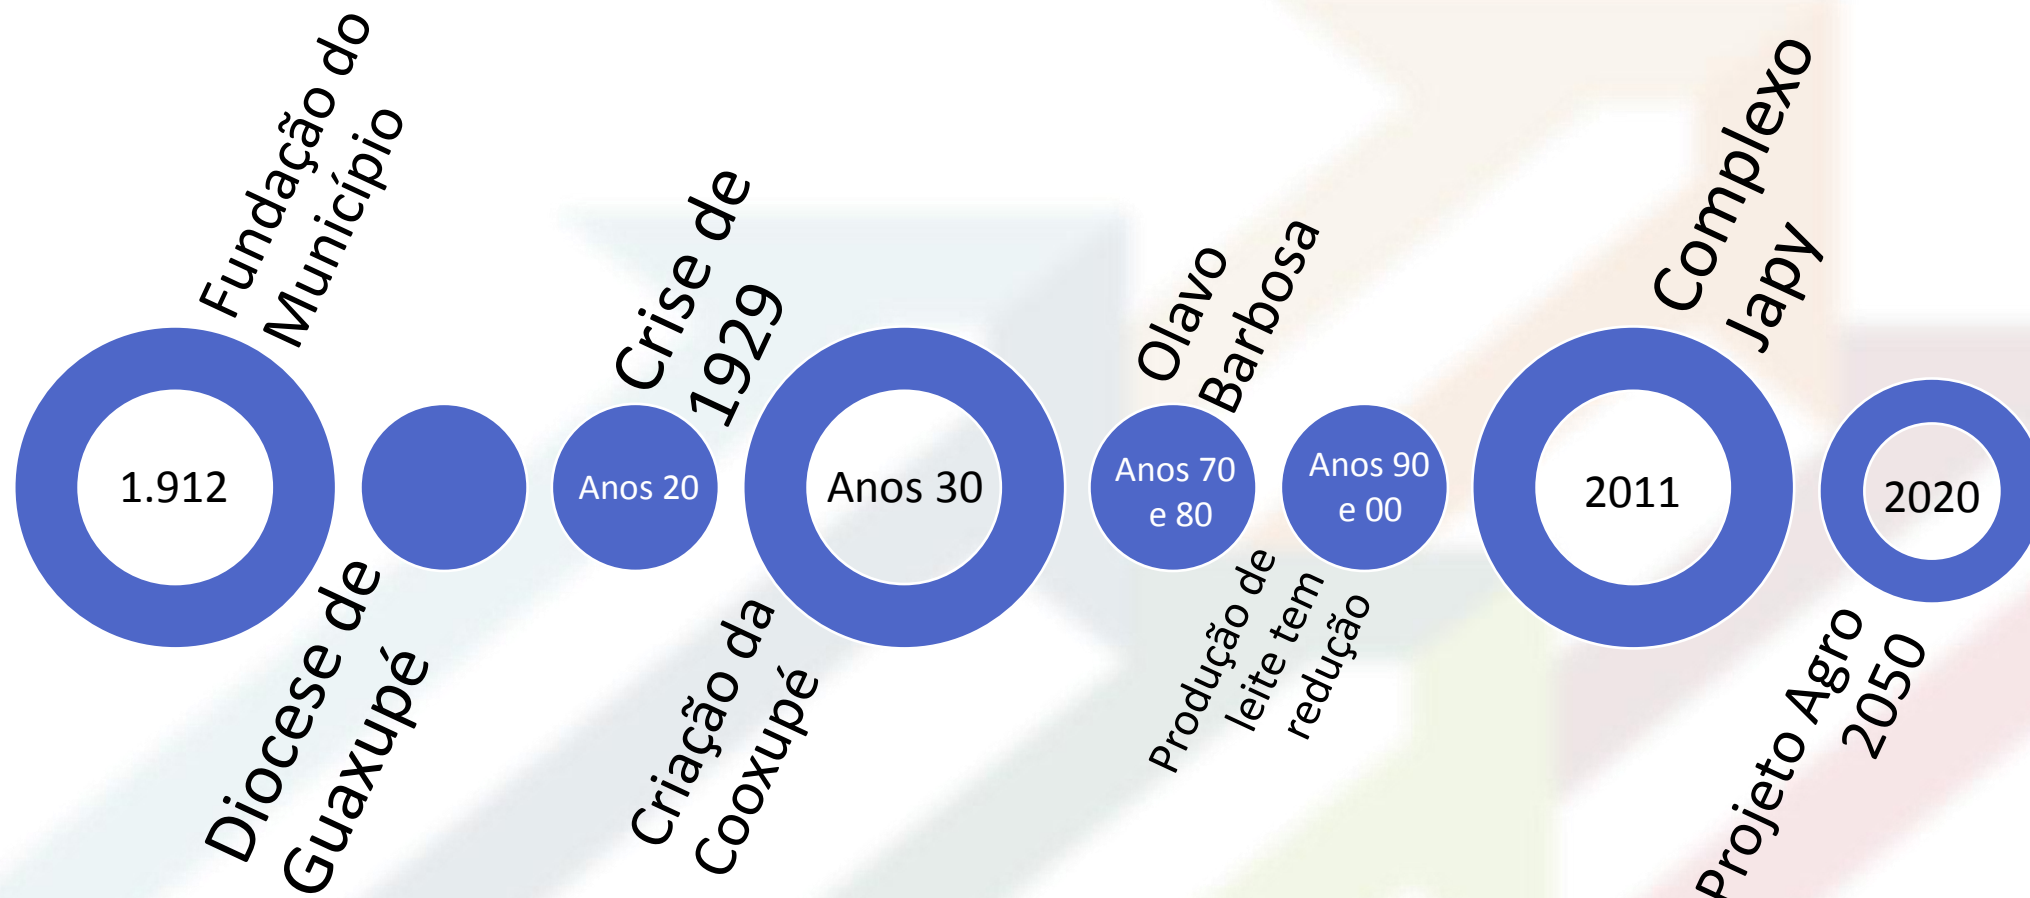 Fundação do
Município
1.912
Diocese de
Guaxupé
Crise de
1929
Anos 20
Anos 30
Criação da
Cooxupé
Olavo
Barbosa
Anos 70
e 80
Anos 90
e 00
Produção de
leite tem
redução
Complexo
Japy
2011
2020
Projeto Agro
2050